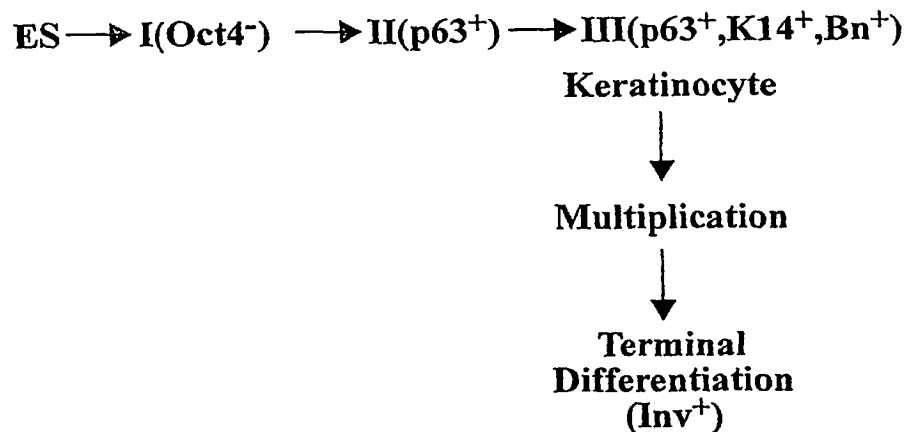 ES → I(Oct4⁻) → II(p63⁺) → III(p63⁺,K14⁺,Bn⁺)
Keratinocyte
Multiplication
Terminal
Differentiation
(Inv⁺)